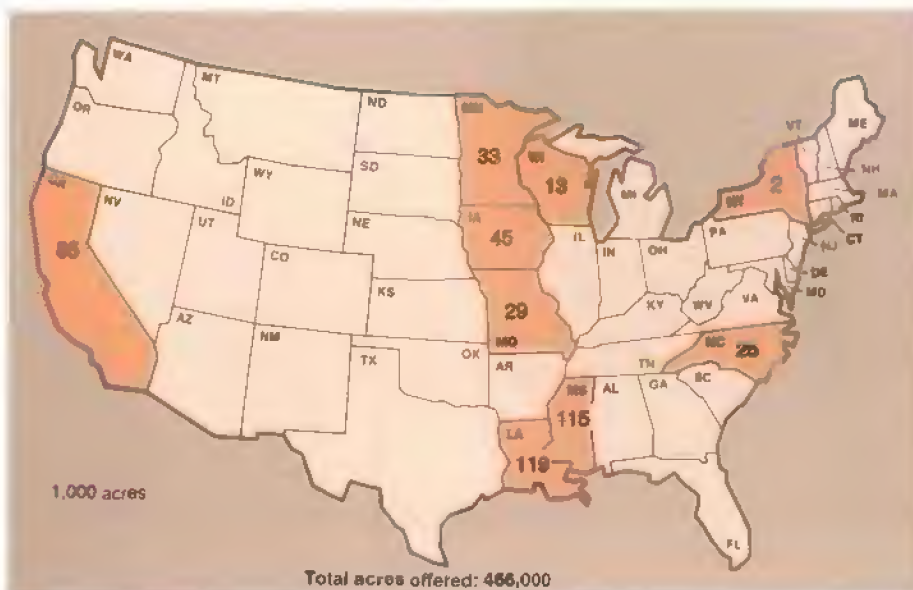 WA
MT
ND
MN
VT
ME
OR
33
WI
NH
ID
WY
SD
13
NY
2
MA
NV
IA
RI
UT
NE
45
IL
IN
OH
PA
NJ
CT
85
CO
DE
MD
KS
29
KY
WV
VA
AZ
NM
OK
MO
TN
NC
25
TX
AR
MS
AL
GA
SC
LA
115
119
1,000 acres
FL
Total acres offered: 466,000